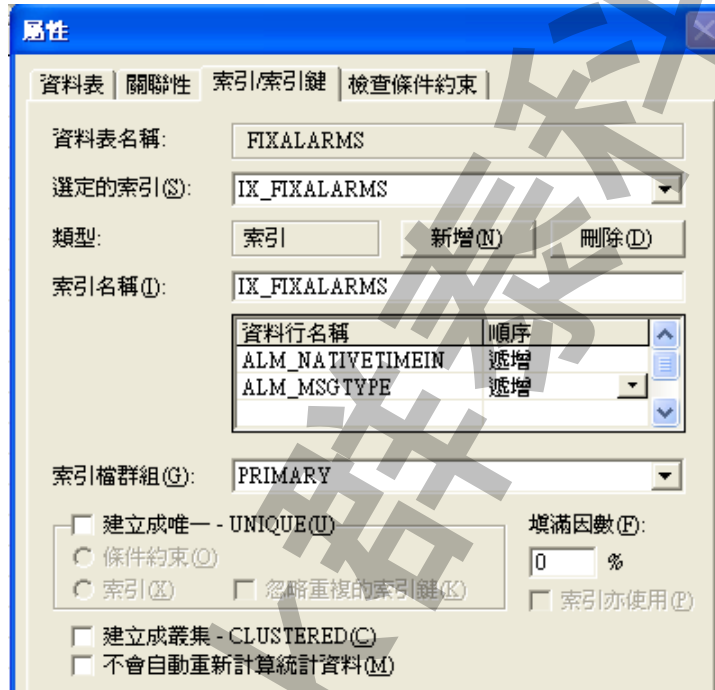 屬性
資料表 關聯性 索引/索引鍵 檢查條件約束
資料表名稱: FIXALARMS
選定的索引(S): IX_FIXALARMS
類型: 索引 新增(N) 刪除(D)
索引名稱(I): IX_FIXALARMS
資料行名稱 順序
ALM_NATIVETIMEIN 遞增
ALM_MSGTYPE 遞增
索引檔群組(G): PRIMARY
建立成唯一 - UNIQUE(U) 填滿因數(F):
條件約束(O) 0 %
索引(X) 忽略重複的索引鍵(K) 索引亦使用(P)
建立成叢集 - CLUSTERED(C)
不會自動重新計算統計資料(M)